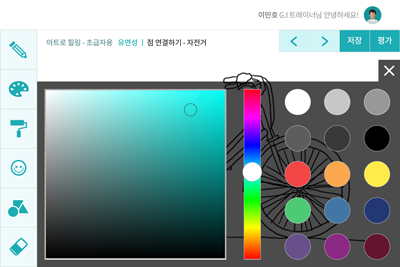 이민호 G.I.트레이너님 안녕하세요!
아트로 힐링 - 초급자용 유연성 | 점 연결하기 - 자전거
저장 평가